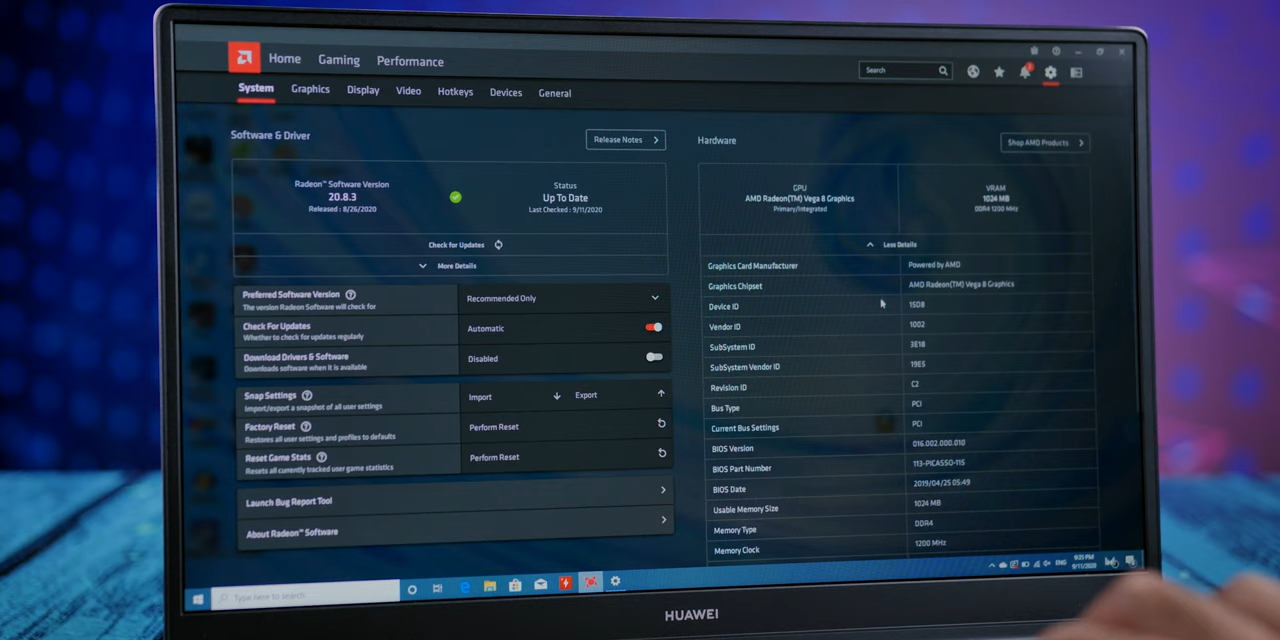 Home Gaming Performance
Search
System Graphics Display Video Hotkeys Devices General
Software & Driver
Release Notes
Radeon™ Software Version
20.8.3
Released : 8/26/2020
Status
Up To Date
Last Checked : 9/11/2020
Check for Updates
More Details
Preferred Software Version
The version Radeon Software will check for
Recommended Only
Check For Updates
Whether to check for updates regularly
Automatic
Download Drivers & Software
Downloads software when it is available
Disabled
Snap Settings
Import/export a snapshot of all user settings
Import Export
Factory Reset
Restores all user settings and profiles to defaults
Perform Reset
Reset Game Stats
Resets all currently tracked user game statistics
Perform Reset
Launch Bug Report Tool
About Radeon™ Software
Hardware
Shop AMD Products
GPU
AMD Radeon(TM) Vega 8 Graphics
Primary/Integrated
VRAM
1024 MB
DDR4 1200 MHz
Less Details
Graphics Card Manufacturer Powered by AMD
Graphics Chipset AMD Radeon(TM) Vega 8 Graphics
Device ID 15D8
Vendor ID 1002
SubSystem ID 3E18
SubSystem Vendor ID 19E5
Revision ID C2
Bus Type PCI
Current Bus Settings PCI
BIOS Version 016.002.000.010
BIOS Part Number 113-PICASSO-115
BIOS Date 2019/04/25 05:49
Usable Memory Size 1024 MB
Memory Type DDR4
Memory Clock 1200 MHz
Type here to search
ENG
9:25 PM
9/11/2020
HUAWEI